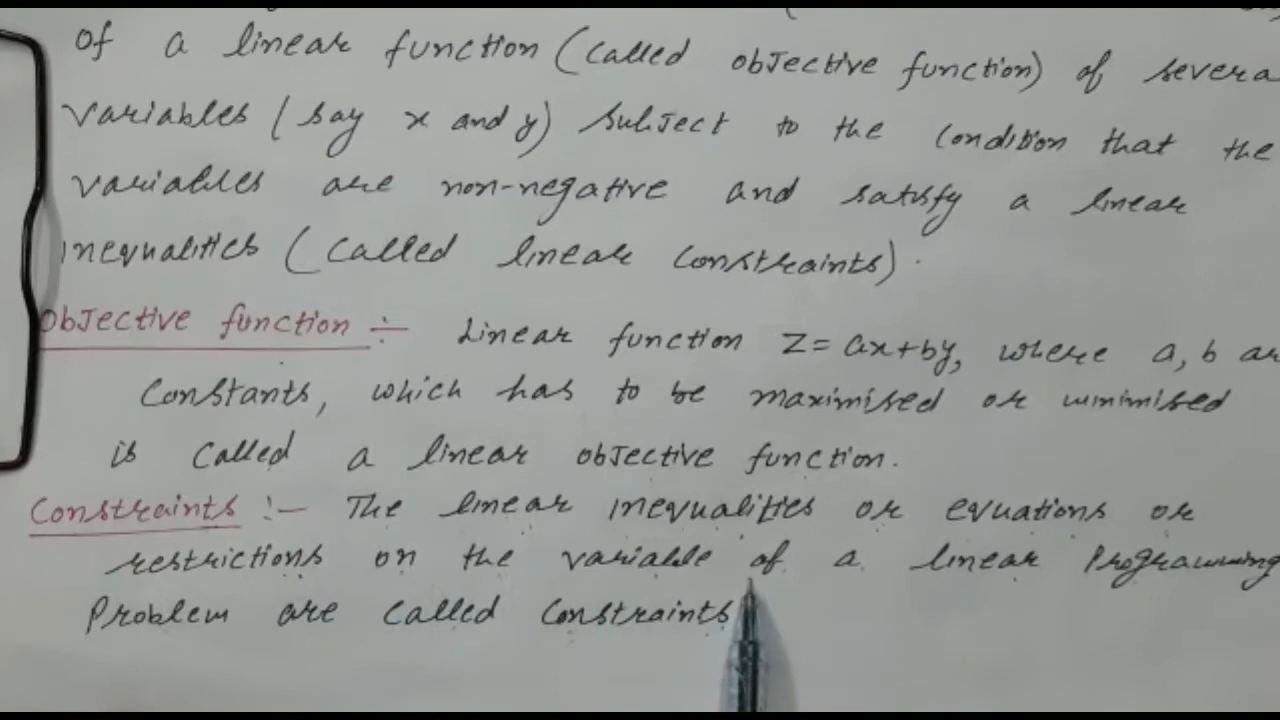 of a linear function (called objective function) of severa
variables (say x and y) subject to the condition that the
variables are non-negative and satisfy a linear
inequalities (called linear constraints).
Objective function :- Linear function Z = ax+by, where a, b ar
Constants, which has to be maximised or minimised
is called a linear objective function.
Constraints :- The linear inequalities or equations or
restrictions on the variable of a linear Programming
Problem are called Constraints